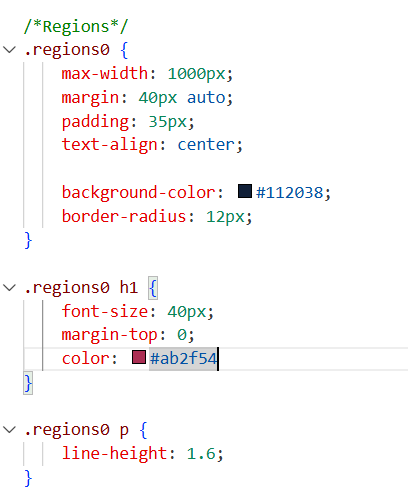 /*Regions*/
.regions0 {
max-width: 1000px;
margin: 40px auto;
padding: 35px;
text-align: center;
background-color: #112038;
border-radius: 12px;
}
.regions0 h1 {
font-size: 40px;
margin-top: 0;
color: #ab2f54
}
.regions0 p {
line-height: 1.6;
}